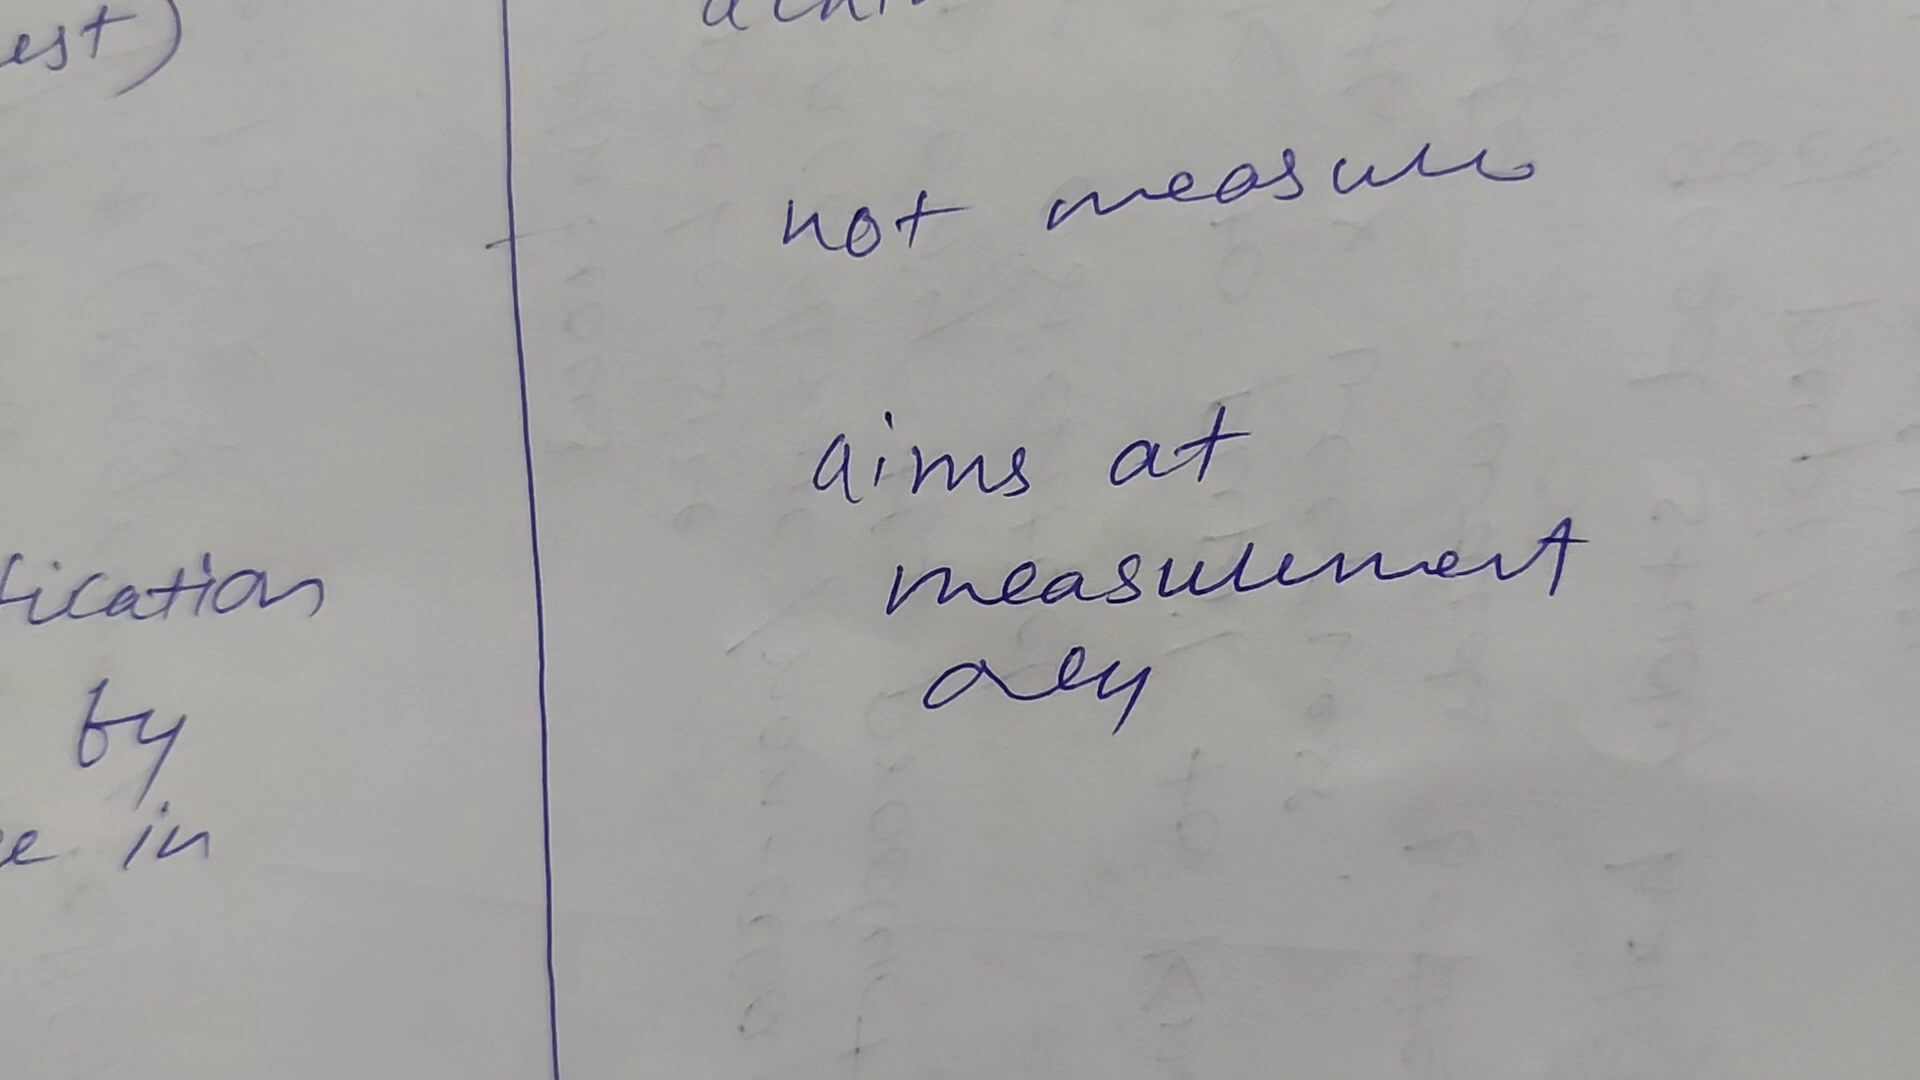 est)
not measure
aims at
measurement
only
fication
by
e in